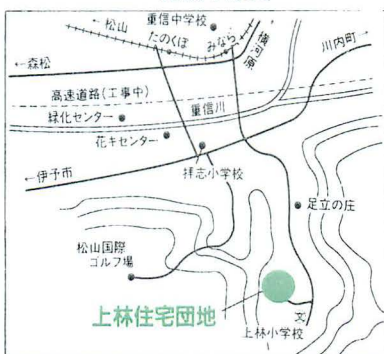 ←松山
重信中学校
たのくぼ
みなら
横河原
←森松
川内町
高速道路(工事中)
緑化センター
重信川
花キセンター
拝志小学校
←伊予市
足立の庄
松山国際
ゴルフ場
上林住宅団地
文
上林小学校